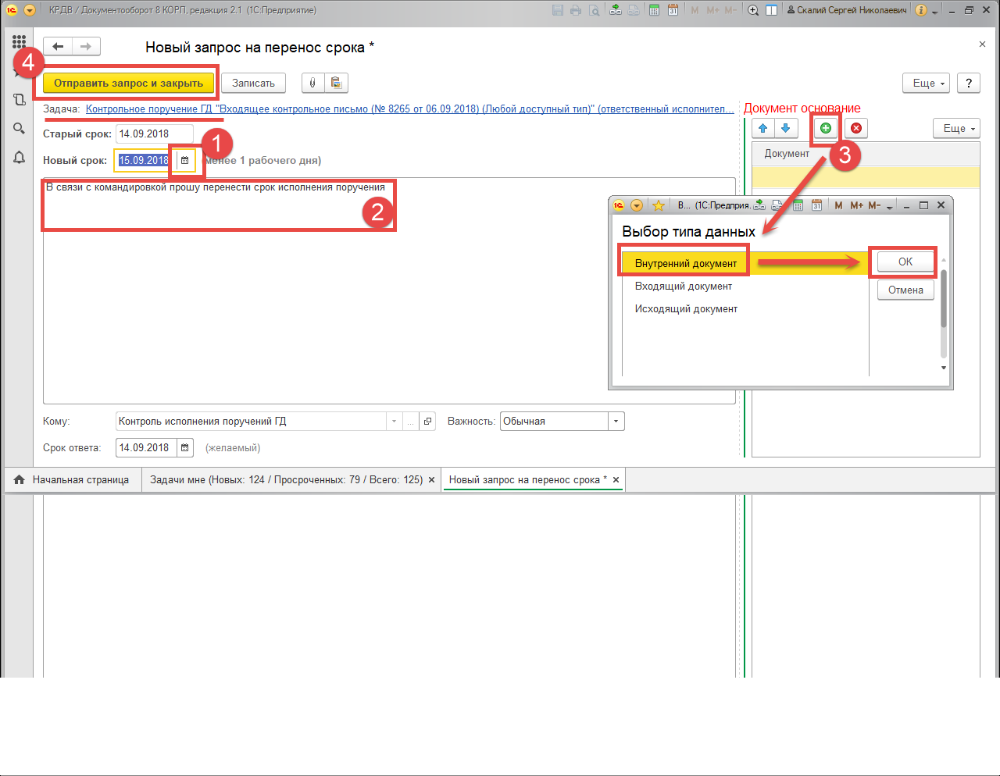 КРДВ / Документооборот 8 КОРП, редакция 2.1 (1С:Предприятие)
M M+ M- Скалий Сергей Николаевич
Новый запрос на перенос срока *
4
Отправить запрос и закрыть Записать Еще ?
Задача: Контрольное поручение ГД "Входящее контрольное письмо (№ 8265 от 06.09.2018) (Любой доступный тип)" (ответственный исполнител...
Документ основание
Старый срок: 14.09.2018
1
Еще
Новый срок: 15.09.2018 менее 1 рабочего дня)
Документ
3
В связи с командировкой прошу перенести срок исполнения поручения
2
В... (1С:Предприя. 31 M M+ M-
Выбор типа данных
Внутренний документ
ОК
Входящий документ
Отмена
Исходящий документ
Кому: Контроль исполнения поручений ГД ... Важность: Обычная
Срок ответа: 14.09.2018 (желаемый)
Начальная страница Задачи мне (Новых: 124 / Просроченных: 79 / Всего: 125) × Новый запрос на перенос срока * ×